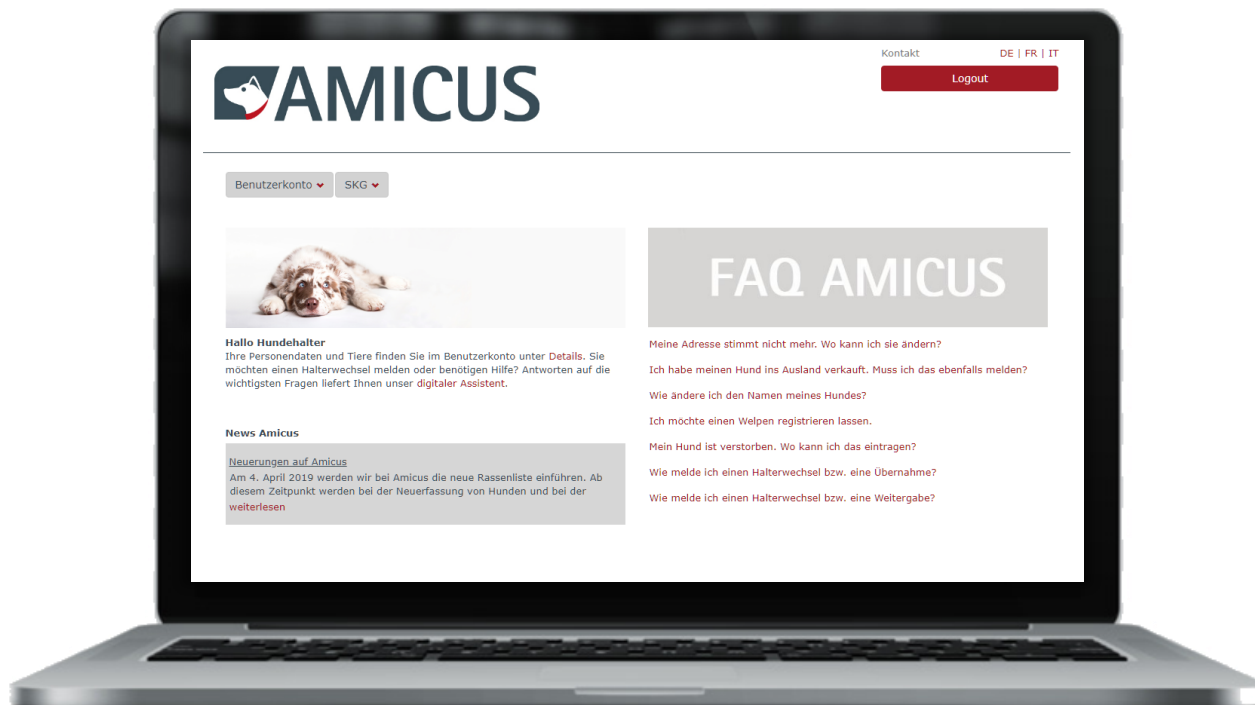 AMICUS
Kontakt
DE | FR | IT
Logout
Benutzerkonto
SKG
Hallo Hundehalter
Ihre Personendaten und Tiere finden Sie im Benutzerkonto unter Details. Sie
möchten einen Halterwechsel melden oder benötigen Hilfe? Antworten auf die
wichtigsten Fragen liefert Ihnen unser digitaler Assistent.
News Amicus
Neuerungen auf Amicus
Am 4. April 2019 werden wir bei Amicus die neue Rassenliste einführen. Ab
diesem Zeitpunkt werden bei der Neuerfassung von Hunden und bei der
weiterlesen
FAQ AMICUS
Meine Adresse stimmt nicht mehr. Wo kann ich sie ändern?
Ich habe meinen Hund ins Ausland verkauft. Muss ich das ebenfalls melden?
Wie ändere ich den Namen meines Hundes?
Ich möchte einen Welpen registrieren lassen.
Mein Hund ist verstorben. Wo kann ich das eintragen?
Wie melde ich einen Halterwechsel bzw. eine Übernahme?
Wie melde ich einen Halterwechsel bzw. eine Weitergabe?